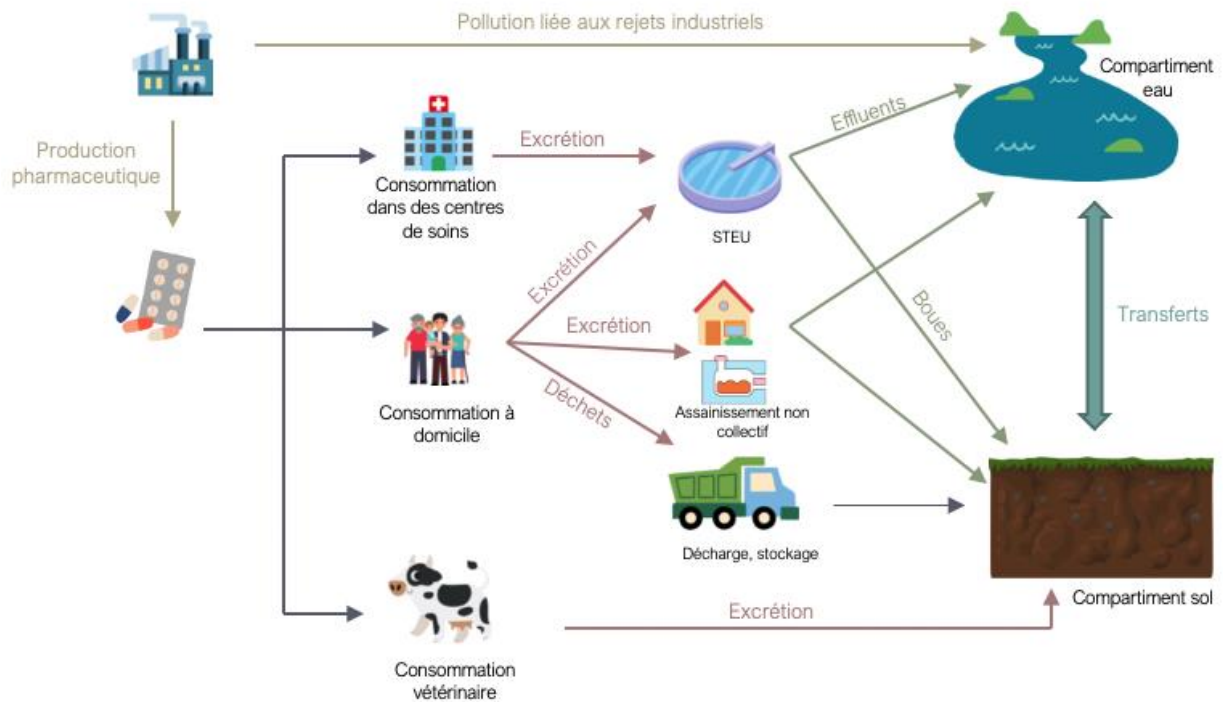 Pollution liée aux rejets industriels
Compartiment
eau
Production
pharmaceutique
Excrétion
Effluents
Consommation
dans des centres
de soins
STEU
Excrétion
Excrétion
Boues
Transferts
Déchets
Consommation à
domicile
Assainissement non
collectif
Décharge, stockage
Compartiment sol
Excrétion
Consommation
vétérinaire